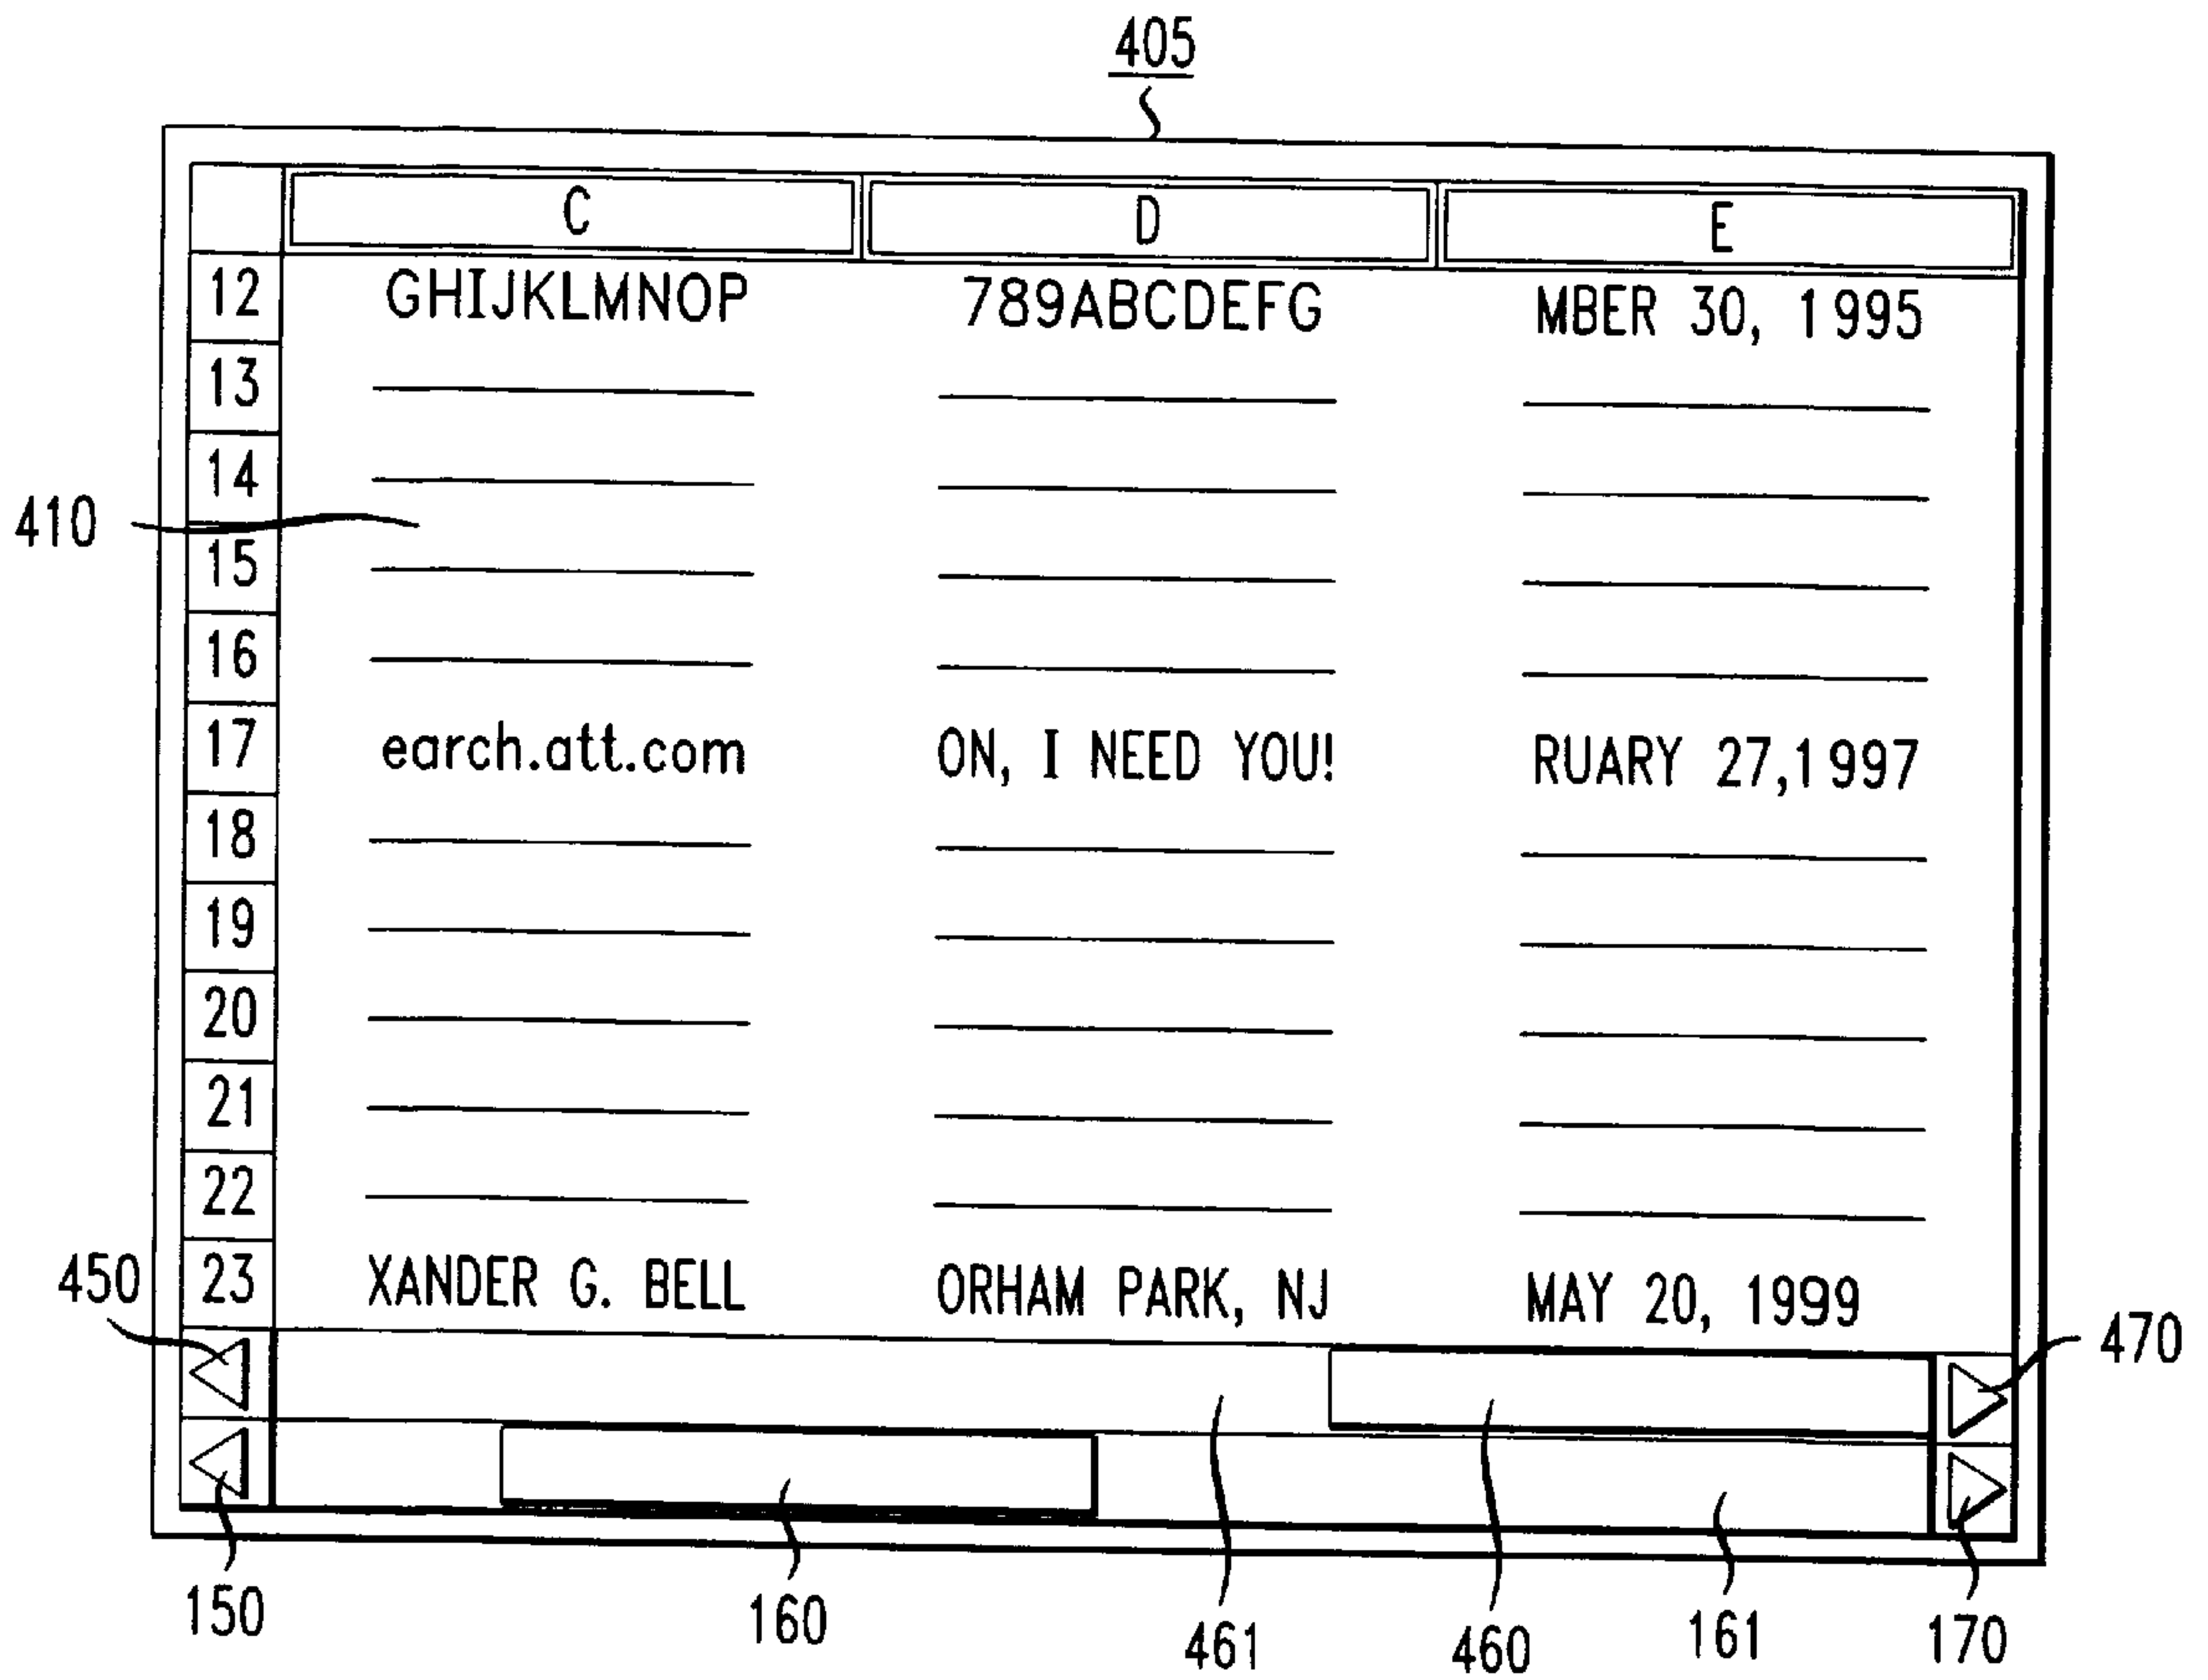 405
C D E
12 GHIJKLMNOP 789ABCDEFG MBER 30, 1995
13
14
410
15
16
17 earch.att.com ON, I NEED YOU! RUARY 27,1997
18
19
20
21
22
450 23 XANDER G. BELL ORHAM PARK, NJ MAY 20, 1999
470
150 160 461 460 161 170